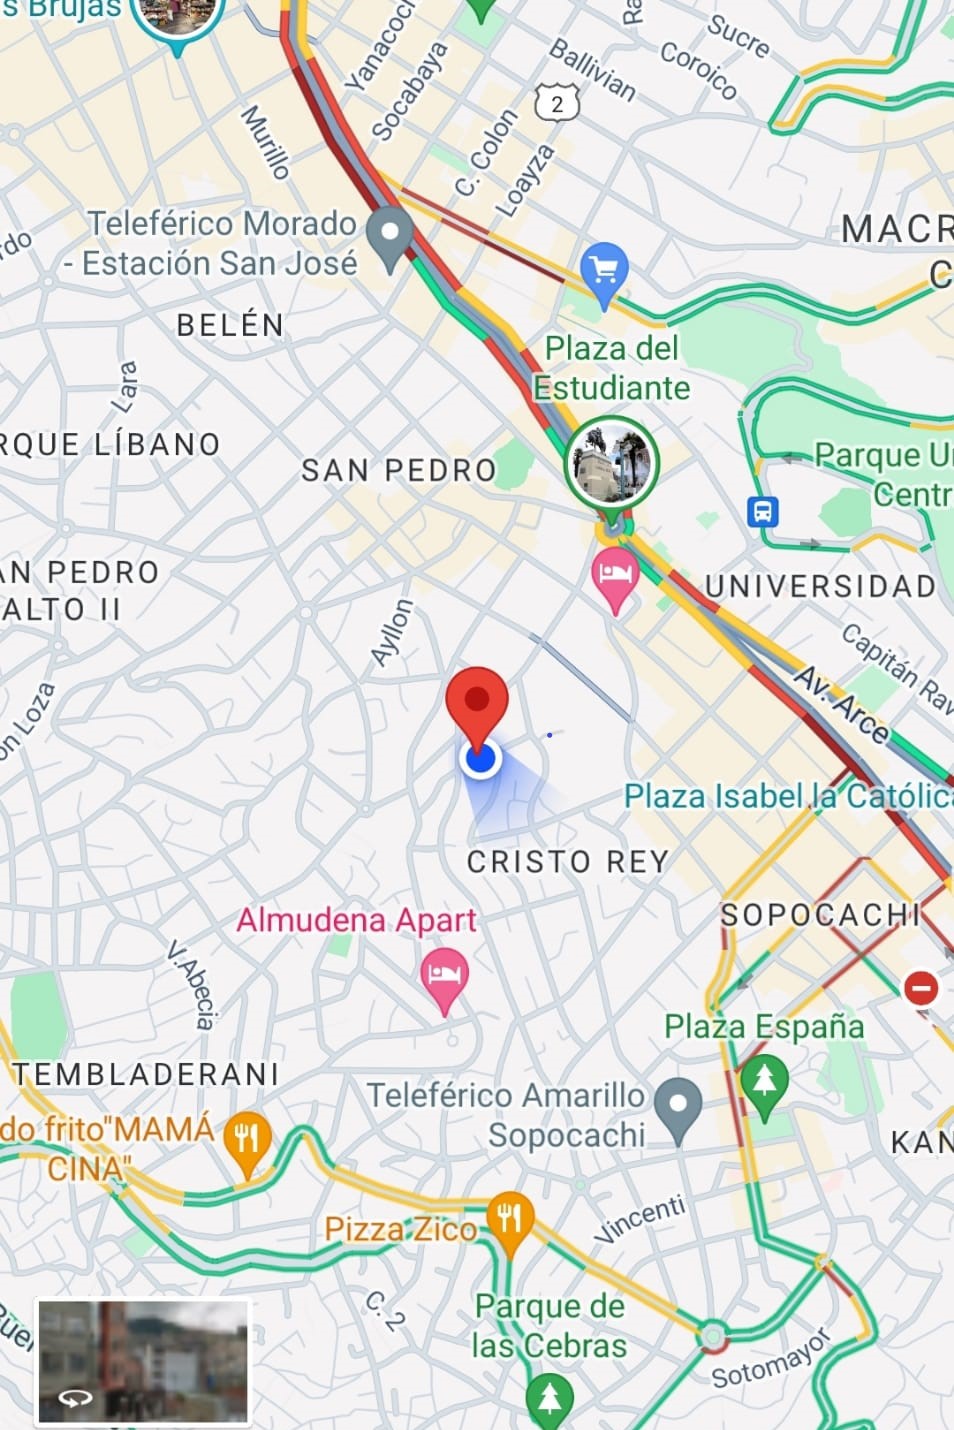 s Brujas
Yanacoc
Socabaya
Ra
Ballivian
Sucre
Coroico
2
Murillo
C. Colon
Loayza
Teleférico Morado
- Estación San José
MACR
C
rdo
BELÉN
Plaza del
Estudiante
Lara
RQUE LÍBANO
SAN PEDRO
Parque Un
Centr
AN PEDRO
ALTO II
UNIVERSIDAD
Ayllon
Capitán Rav
on Loza
Av. Arce
Plaza Isabel la Católica
CRISTO REY
Almudena Apart
SOPOCACHI
V.Abecia
Plaza España
TEMBLADERANI
Teleférico Amarillo
Sopocachi
do frito"MAMÁ
CINA"
KAN
Pizza Zico
Vincenti
C. 2
Parque de
las Cebras
Sotomayor